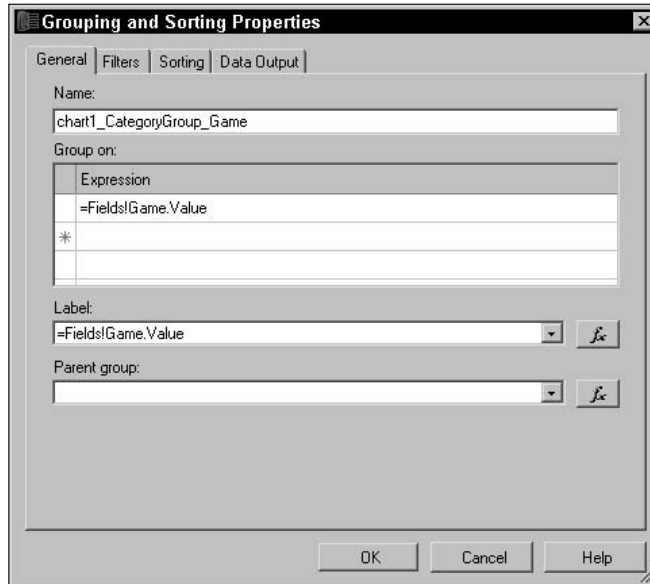 Grouping and Sorting Properties
General Filters Sorting Data Output
Name:
chart1_CategoryGroup_Game
Group on:
Expression
=Fields!Game.Value
Label:
=Fields!Game.Value fx
Parent group:
fx
OK Cancel Help